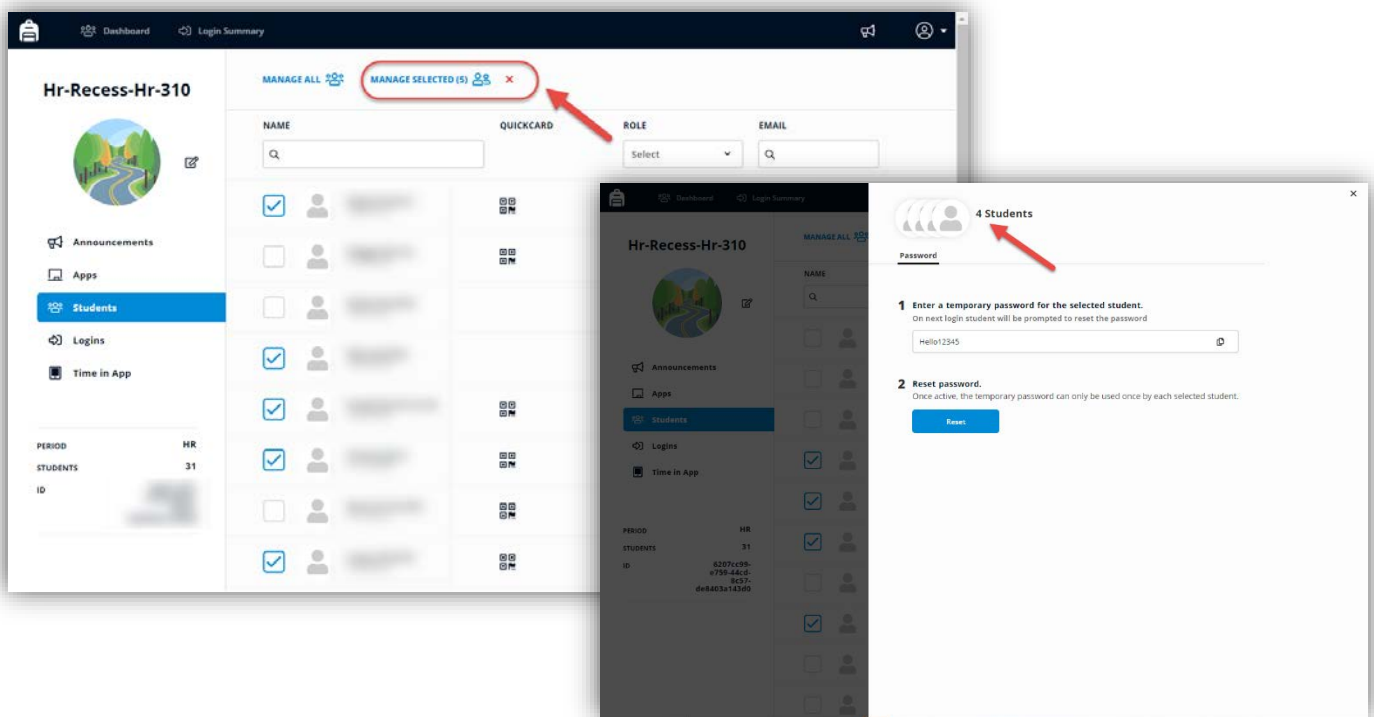 Dashboard Login Summary
Hr-Recess-Hr-310
Announcements
Apps
Students
Logins
Time in App
PERIOD HR
STUDENTS 31
ID
MANAGE ALL MANAGE SELECTED (5) ×
NAME QUICKCARD ROLE EMAIL
Select
Dashboard Login Summary
Hr-Recess-Hr-310
Announcements
Apps
Students
Logins
Time in App
PERIOD HR
STUDENTS 31
ID 6207cc99-
e759-44cd-
8c57-
de8403a143d0
MANAGE ALL
NAME
4 Students
Password
1 Enter a temporary password for the selected student.
On next login student will be prompted to reset the password
Hello12345
2 Reset password.
Once active, the temporary password can only be used once by each selected student.
Reset